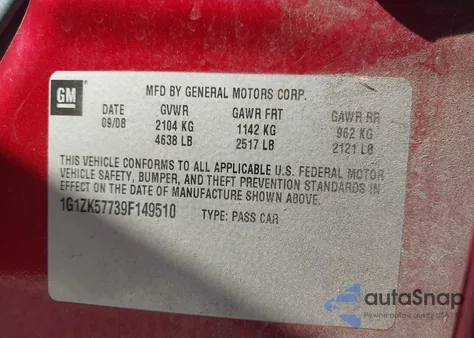 GM
MFD BY GENERAL MOTORS CORP.
DATE GVWR GAWR FRT GAWR RR
09/08 2104 KG 1142 KG 962 KG
4638 LB 2517 LB 2121 LB
THIS VEHICLE CONFORMS TO ALL APPLICABLE U.S. FEDERAL MOTOR
VEHICLE SAFETY, BUMPER, AND THEFT PREVENTION STANDARDS IN
EFFECT ON THE DATE OF MANUFACTURE SHOWN ABOVE.
1G1ZK57739F149510 TYPE: PASS CAR
autoSnap